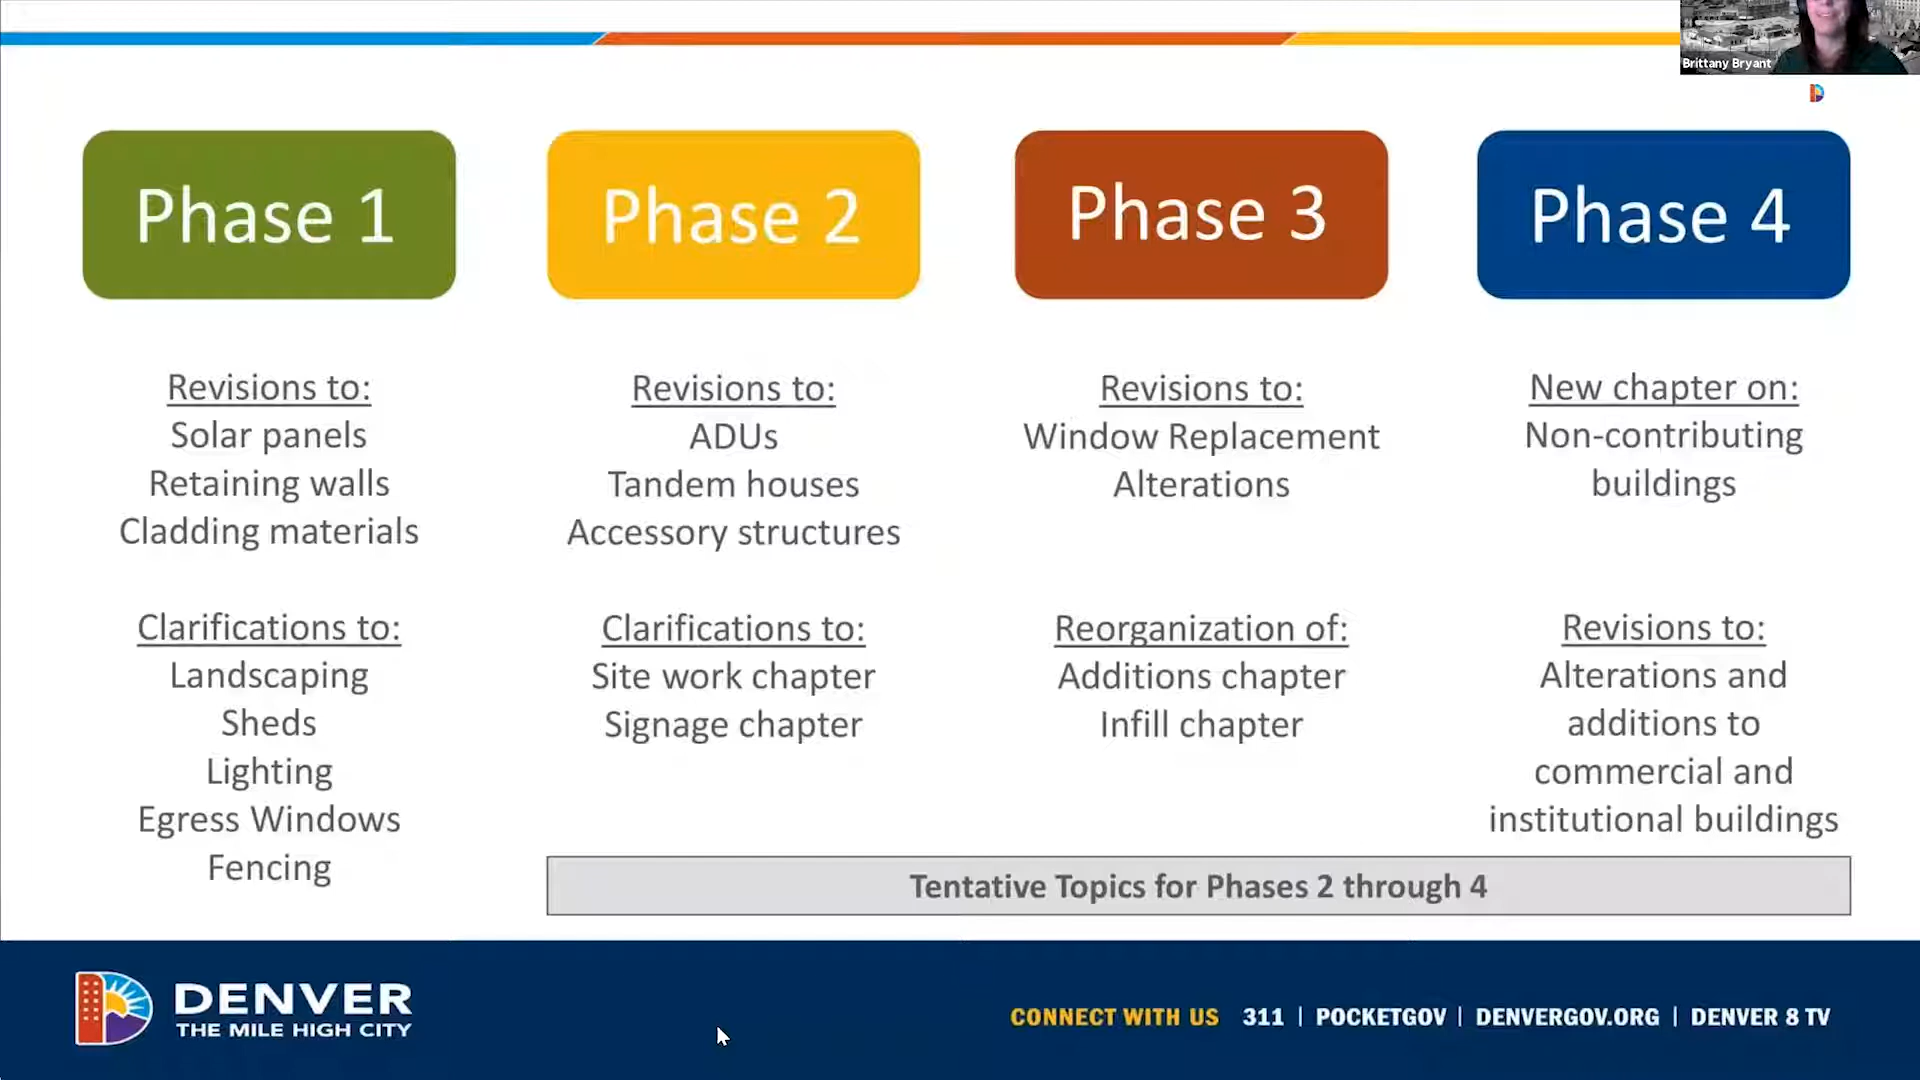 Brittany Bryant
Phase 1
Revisions to:
Solar panels
Retaining walls
Cladding materials
Clarifications to:
Landscaping
Sheds
Lighting
Egress Windows
Fencing
Phase 2
Revisions to:
ADUs
Tandem houses
Accessory structures
Clarifications to:
Site work chapter
Signage chapter
Phase 3
Revisions to:
Window Replacement
Alterations
Reorganization of:
Additions chapter
Infill chapter
Phase 4
New chapter on:
Non-contributing
buildings
Revisions to:
Alterations and
additions to
commercial and
institutional buildings
Tentative Topics for Phases 2 through 4
DENVER
THE MILE HIGH CITY
CONNECT WITH US 311 | POCKETGOV | DENVERGOV.ORG | DENVER 8 TV